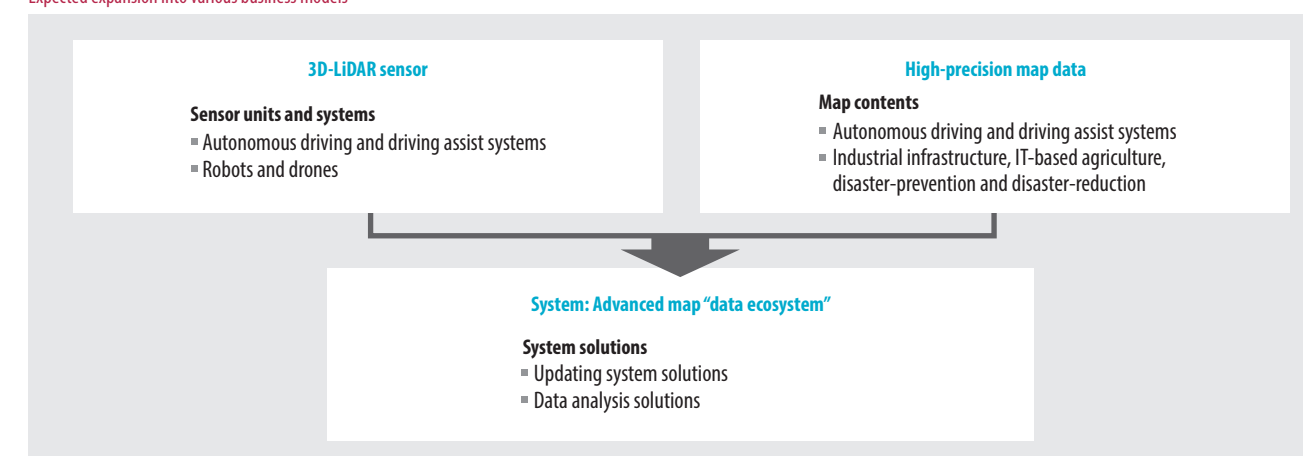 Expected expansion into various business models
3D-LiDAR sensor
Sensor units and systems
▪ Autonomous driving and driving assist systems
▪ Robots and drones
High-precision map data
Map contents
▪ Autonomous driving and driving assist systems
▪ Industrial infrastructure, IT-based agriculture,
disaster-prevention and disaster-reduction
System: Advanced map “data ecosystem”
System solutions
▪ Updating system solutions
▪ Data analysis solutions